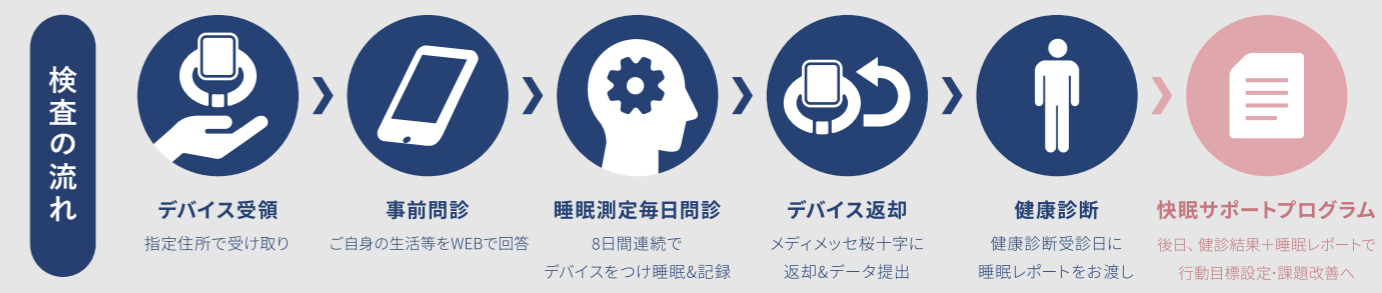 検査の流れ
デバイス受領
指定住所で受け取り
事前問診
ご自身の生活等をWEBで回答
睡眠測定毎日問診
8日間連続で
デバイスをつけ睡眠&記録
デバイス返却
メディメッセ桜十字に
返却&データ提出
健康診断
健康診断受診日に
睡眠レポートをお渡し
快眠サポートプログラム
後日、健診結果＋睡眠レポートで
行動目標設定・課題改善へ